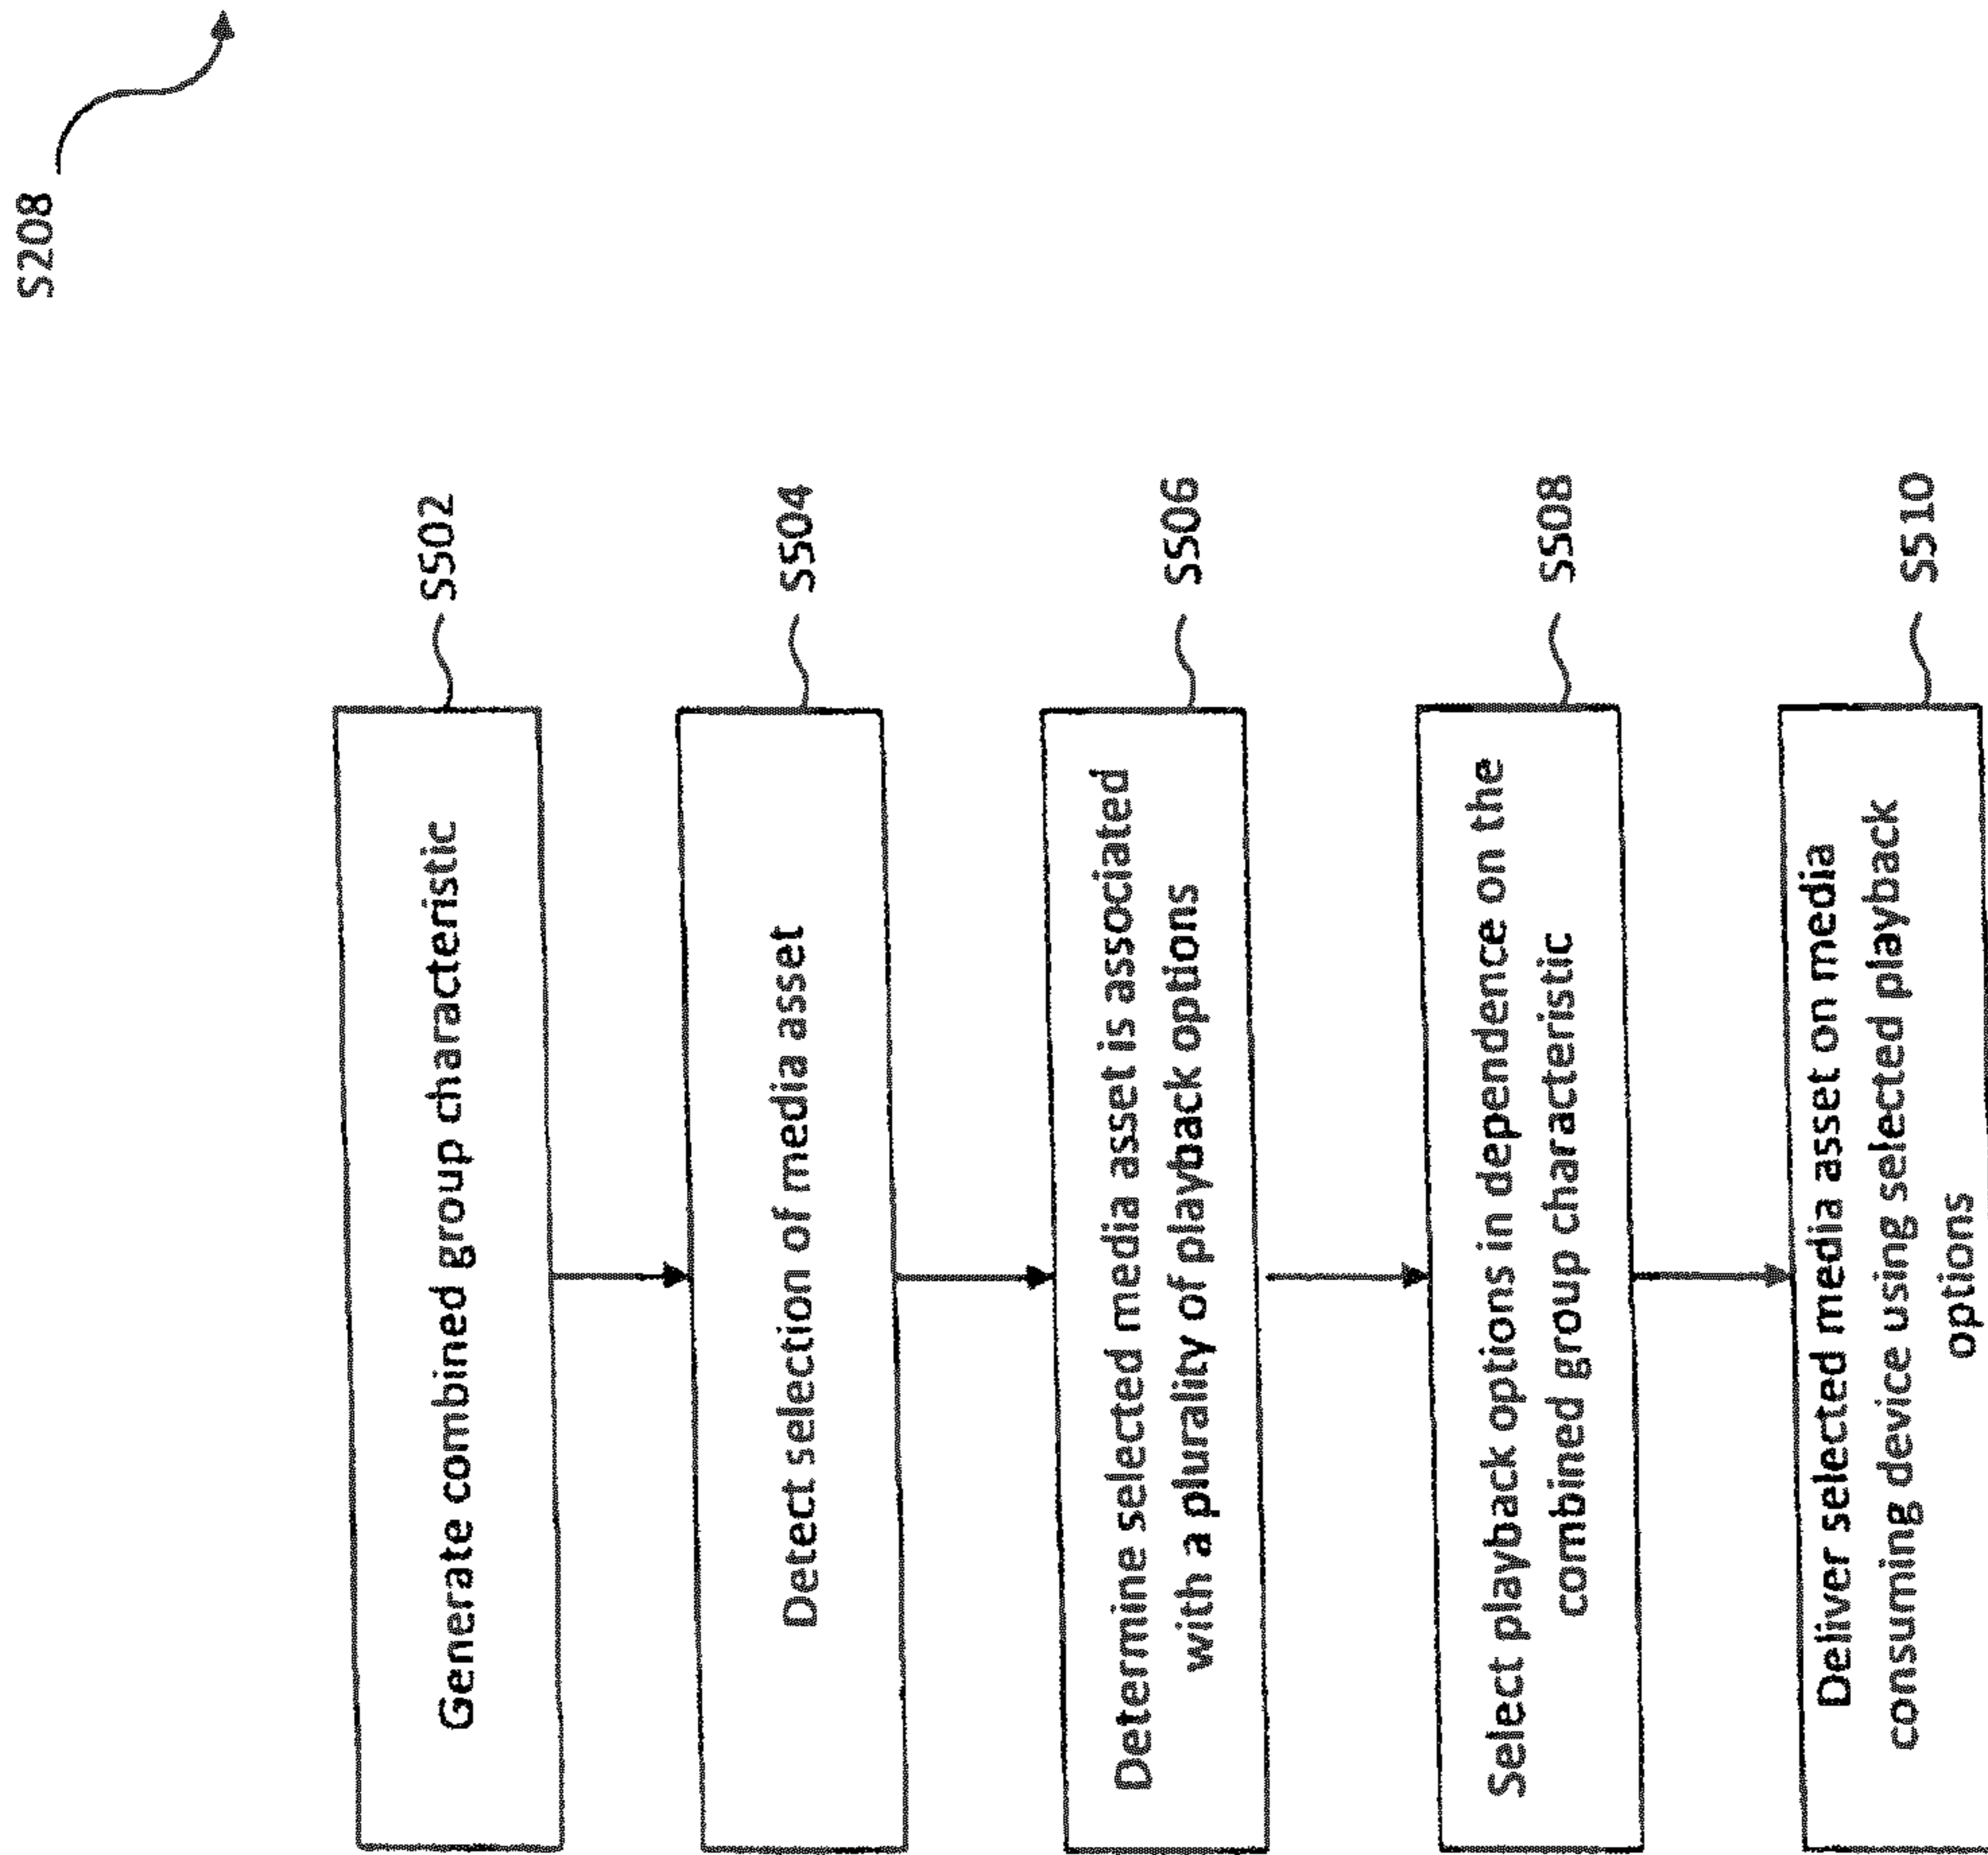 S208
Generate combined group characteristic
S502
Detect selection of media asset
S504
Determine selected media asset is associated
with a plurality of playback options
S506
Select playback options in dependence on the
combined group characteristic
S508
Deliver selected media asset on media
consuming device using selected playback
options
S510